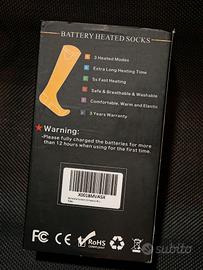 BATTERY HEATED SOCKS
3 Heated Modes
Extra Long Heating Time
5s Fast Heating
Safe & Breathable & Washable
Comfortable, Warm and Elastic
3 Years Warranty
★Warning:
-Please fully charged the batteries for more
than 12 hours when using for the first time.
X001BMVASX
FC CE RoHS
COMPLIANT
subito